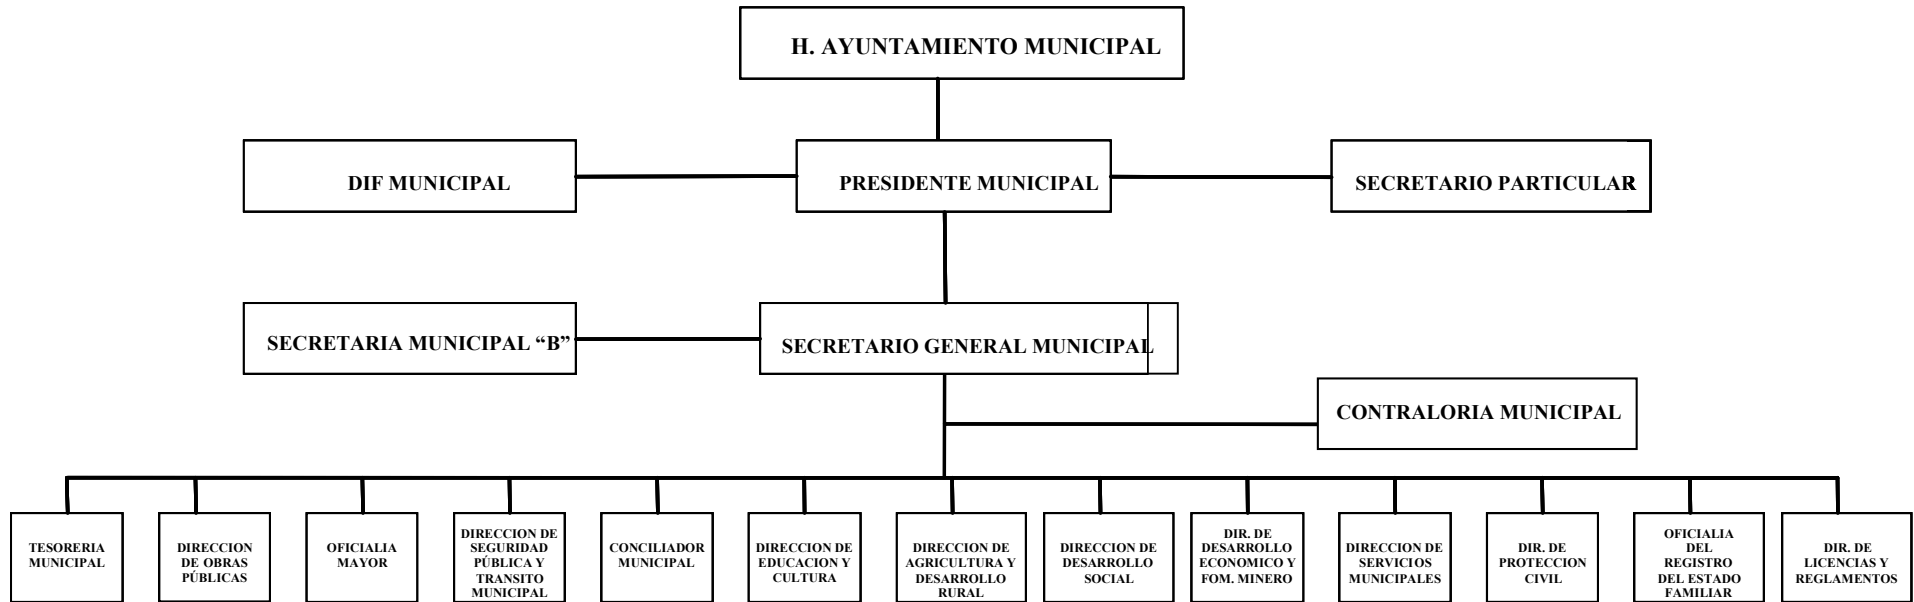 H. AYUNTAMIENTO MUNICIPAL
DIF MUNICIPAL
PRESIDENTE MUNICIPAL
SECRETARIO PARTICULAR
SECRETARIA MUNICIPAL “B”
SECRETARIO GENERAL MUNICIPAL
CONTRALORIA MUNICIPAL
TESORERIA
MUNICIPAL
DIRECCION
DE OBRAS
PÚBLICAS
OFICIALIA
MAYOR
DIRECCION DE
SEGURIDAD
PÚBLICA Y
TRANSITO
MUNICIPAL
CONCILIADOR
MUNICIPAL
DIRECCION DE
EDUCACION Y
CULTURA
DIRECCION DE
AGRICULTURA Y
DESARROLLO
RURAL
DIRECCION DE
DESARROLLO
SOCIAL
DIR. DE
DESARROLLO
ECONOMICO Y
FOM. MINERO
DIRECCION DE
SERVICIOS
MUNICIPALES
DIR. DE
PROTECCION
CIVIL
OFICIALIA
DEL
REGISTRO
DEL ESTADO
FAMILIAR
DIR. DE
LICENCIAS Y
REGLAMENTOS